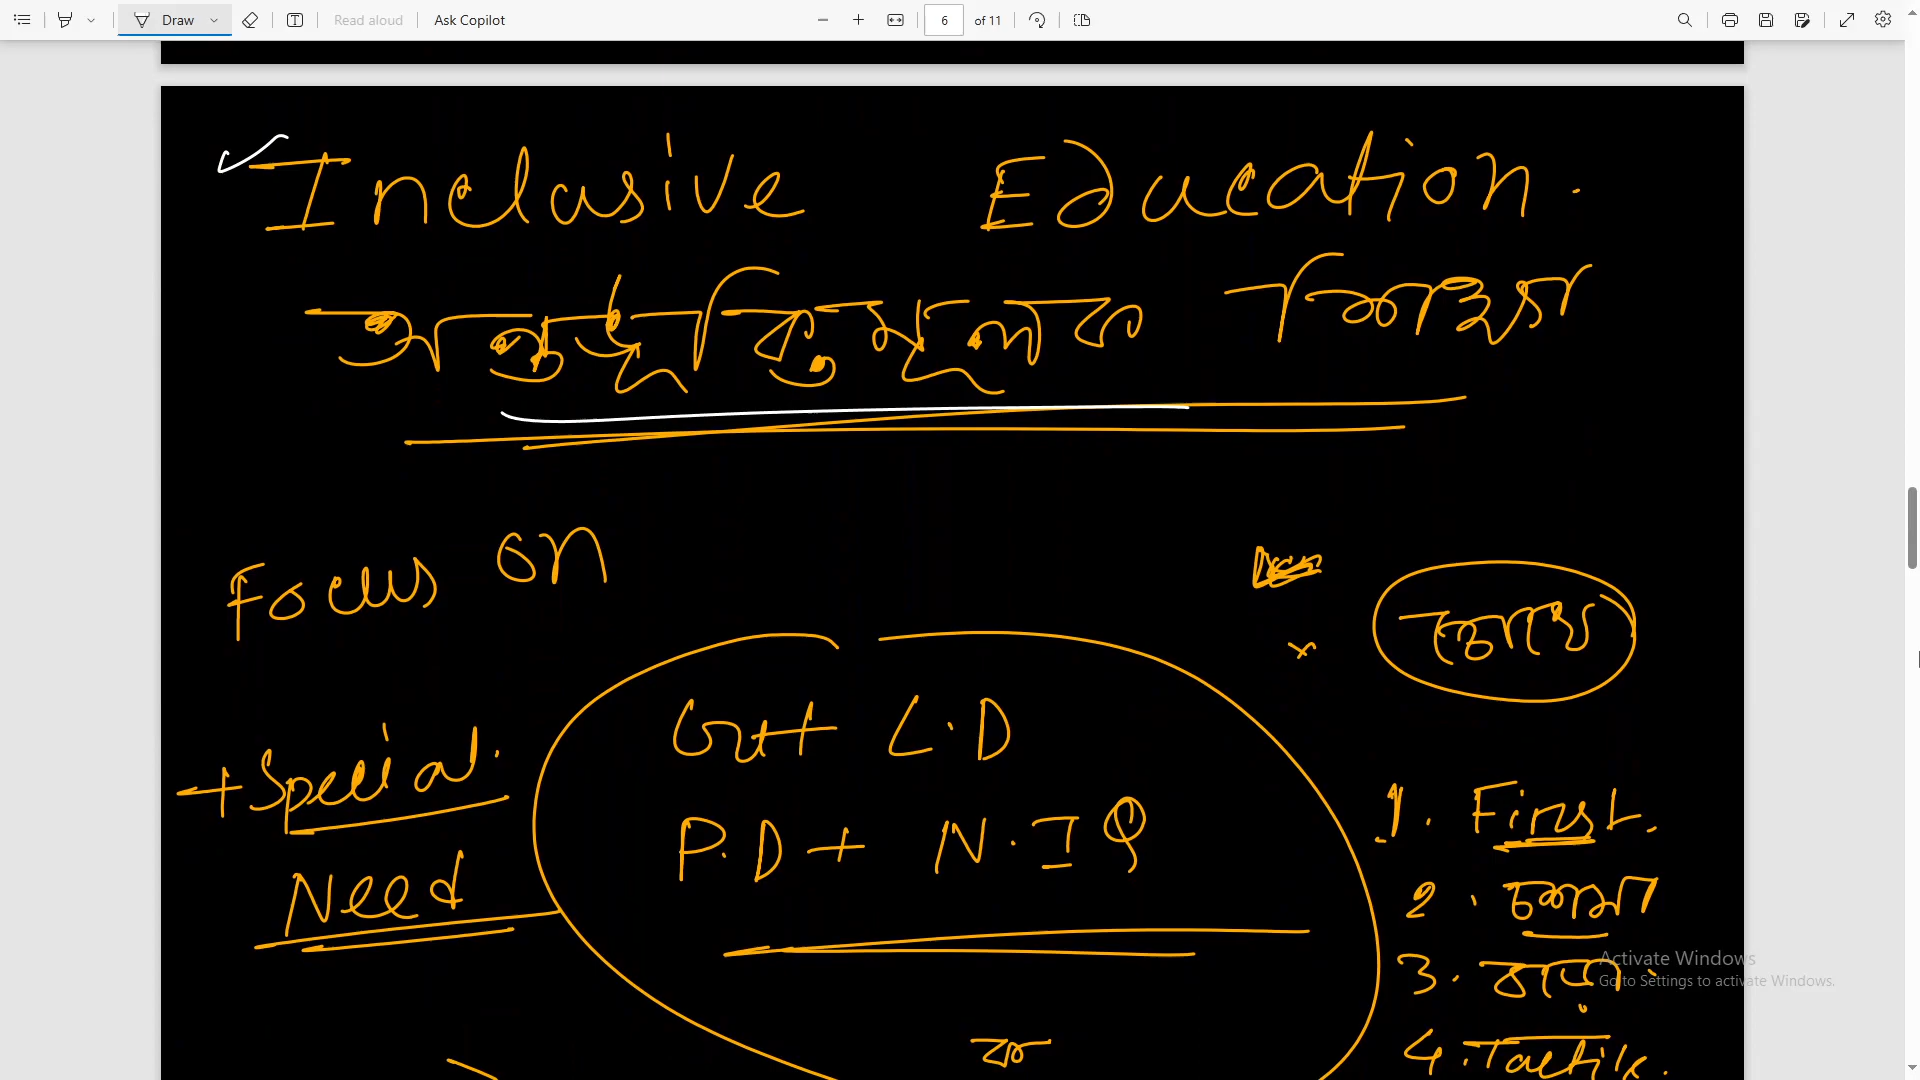 Read aloud
Draw
Ask Copilot
6 of 11
Inclusive Education.
অন্তর্ভুক্তিমূলক শিক্ষা
Focus on
+ Special.
Need
L.D
P.D + N.I Q
1. First.
2.
3.
4. Tactile.
Activate Windows
Go to Settings to activate Windows.